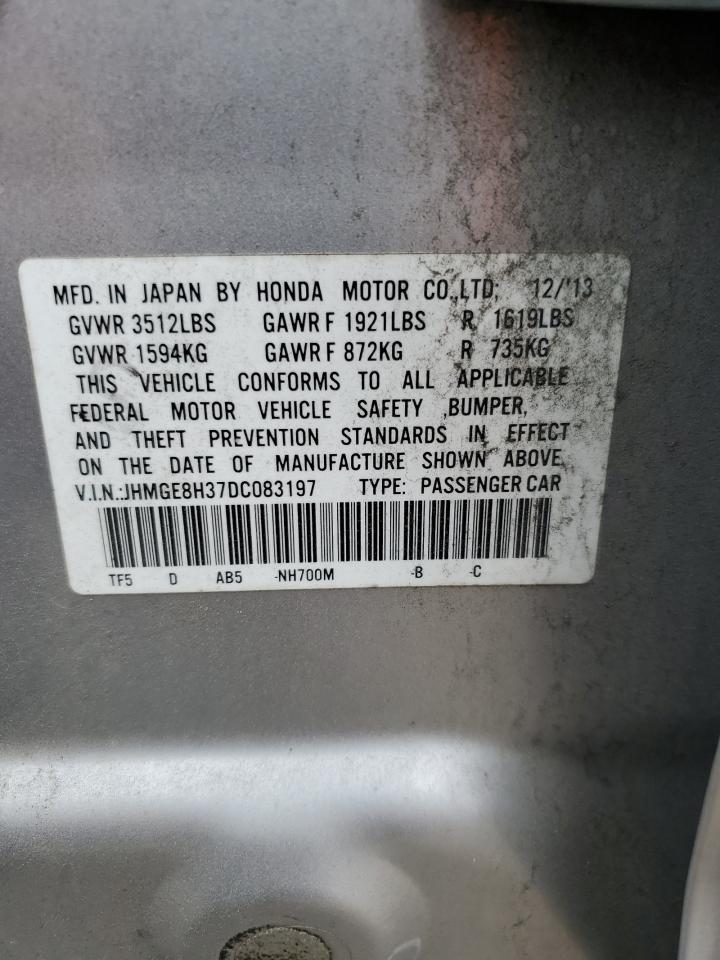 MFD. IN JAPAN BY HONDA MOTOR CO.,LTD; 12/'13
GVWR 3512LBS GAWR F 1921LBS R 1619LBS
GVWR 1594KG GAWR F 872KG R 735KG
THIS VEHICLE CONFORMS TO ALL APPLICABLE
FEDERAL MOTOR VEHICLE SAFETY ,BUMPER,
AND THEFT PREVENTION STANDARDS IN EFFECT
ON THE DATE OF MANUFACTURE SHOWN ABOVE
V.I.N.:JHMGE8H37DC083197 TYPE: PASSENGER CAR
TF5 D AB5 -NH700M -B -C